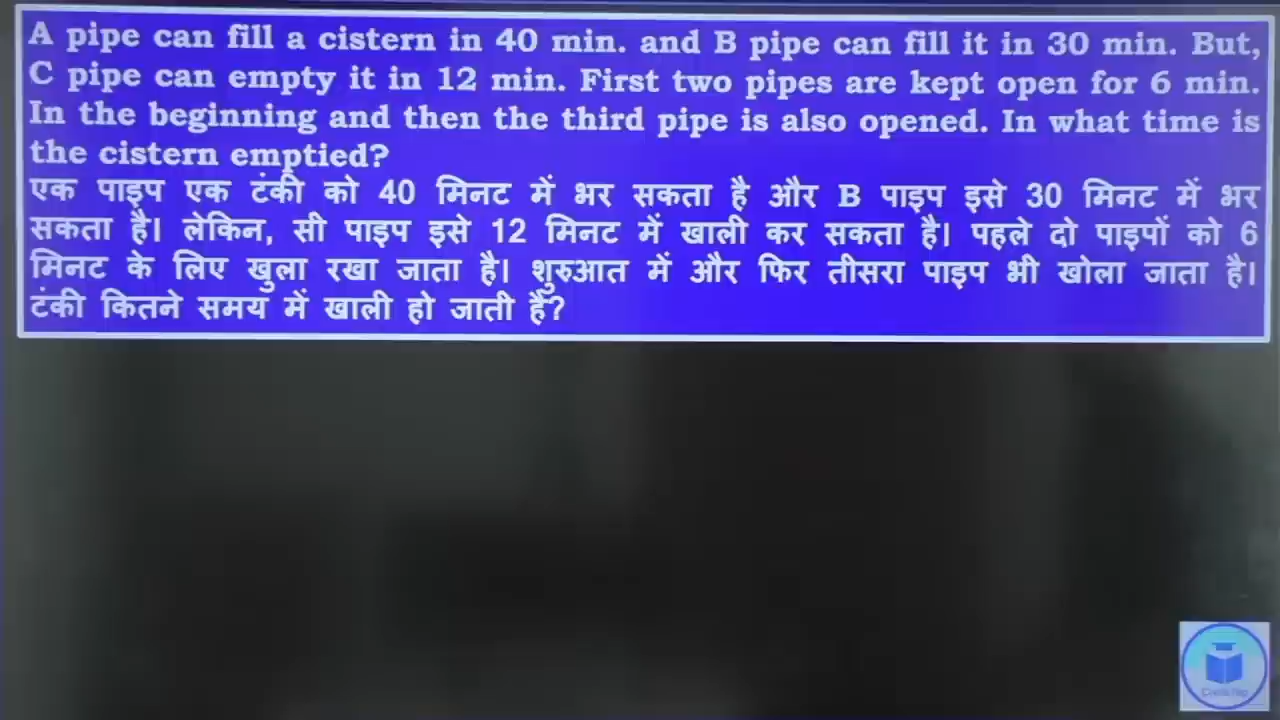 A pipe can fill a cistern in 40 min. and B pipe can fill it in 30 min. But,
C pipe can empty it in 12 min. First two pipes are kept open for 6 min.
In the beginning and then the third pipe is also opened. In what time is
the cistern emptied?
एक पाइप एक टंकी को 40 मिनट में भर सकता है और B पाइप इसे 30 मिनट में भर
सकता है। लेकिन, सी पाइप इसे 12 मिनट में खाली कर सकता है। पहले दो पाइपों को 6
मिनट के लिए खुला रखा जाता है। शुरुआत में और फिर तीसरा पाइप भी खोला जाता है।
टंकी कितने समय में खाली हो जाती हैं?